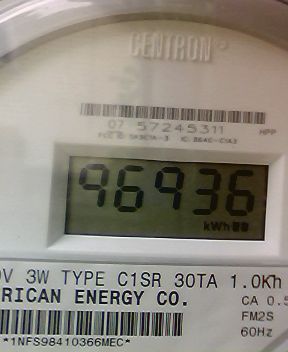 CENTRON®
07 57245311 HPP
96936
kWh
0V 3W TYPE C1SR 30TA 1.0Kh
RICAN ENERGY CO.
CA 0.5
FM2S
60Hz
*1NFS98410366MEC*